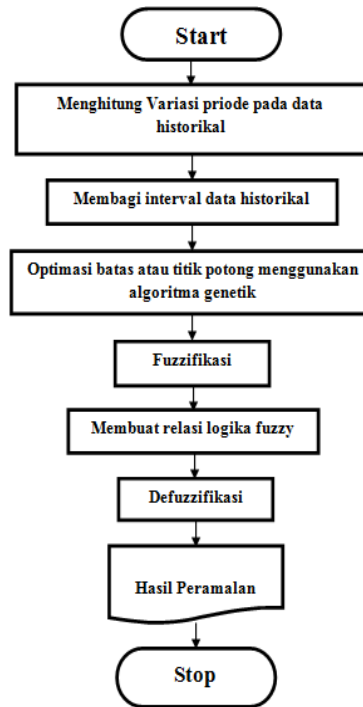 Start
Menghitung Variasi priode pada data
historikal
Membagi interval data historikal
Optimasi batas atau titik potong menggunakan
algoritma genetik
Fuzzifikasi
Membuat relasi logika fuzzy
Defuzzifikasi
Hasil Peramalan
Stop